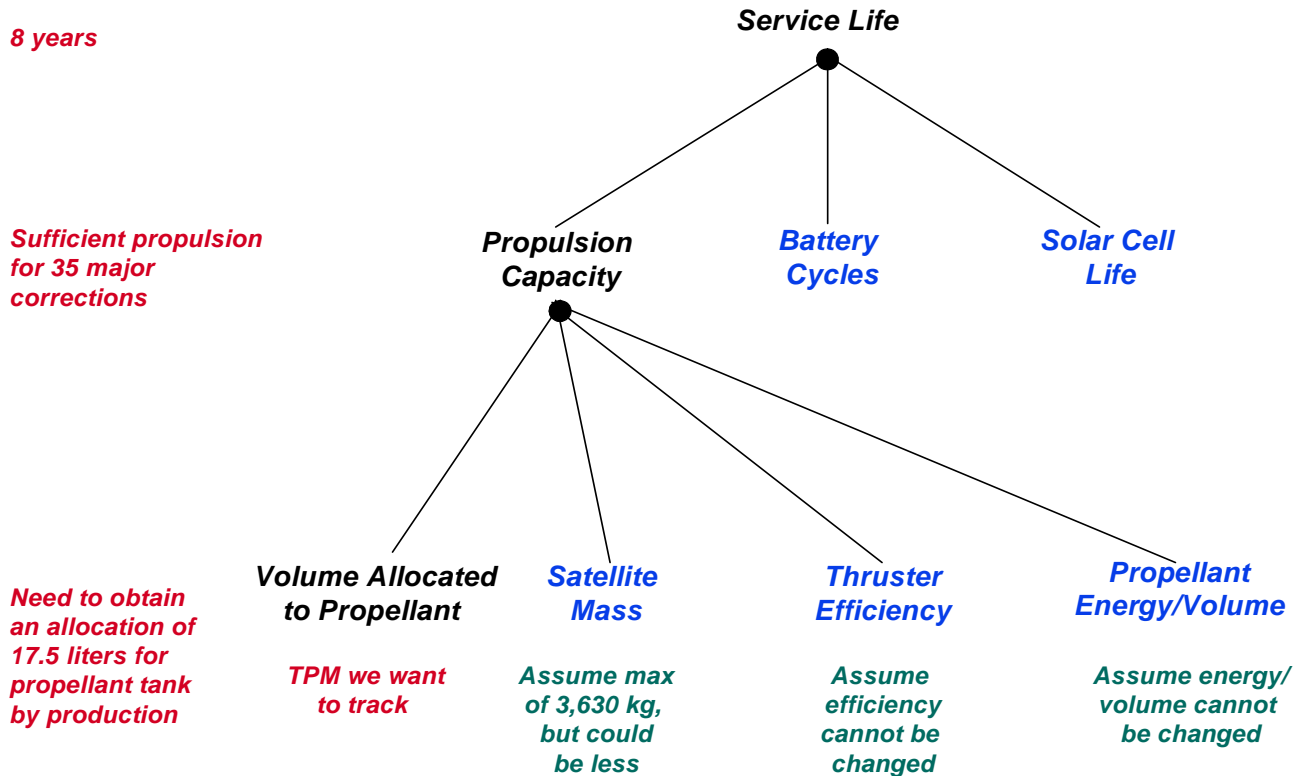 8 years
Service Life
Sufficient propulsion
for 35 major
corrections
Propulsion
Capacity
Battery
Cycles
Solar Cell
Life
Need to obtain
an allocation of
17.5 liters for
propellant tank
by production
Volume Allocated
to Propellant
TPM we want
to track
Satellite
Mass
Assume max
of 3,630 kg,
but could
be less
Thruster
Efficiency
Assume
efficiency
cannot be
changed
Propellant
Energy/Volume
Assume energy/
volume cannot
be changed